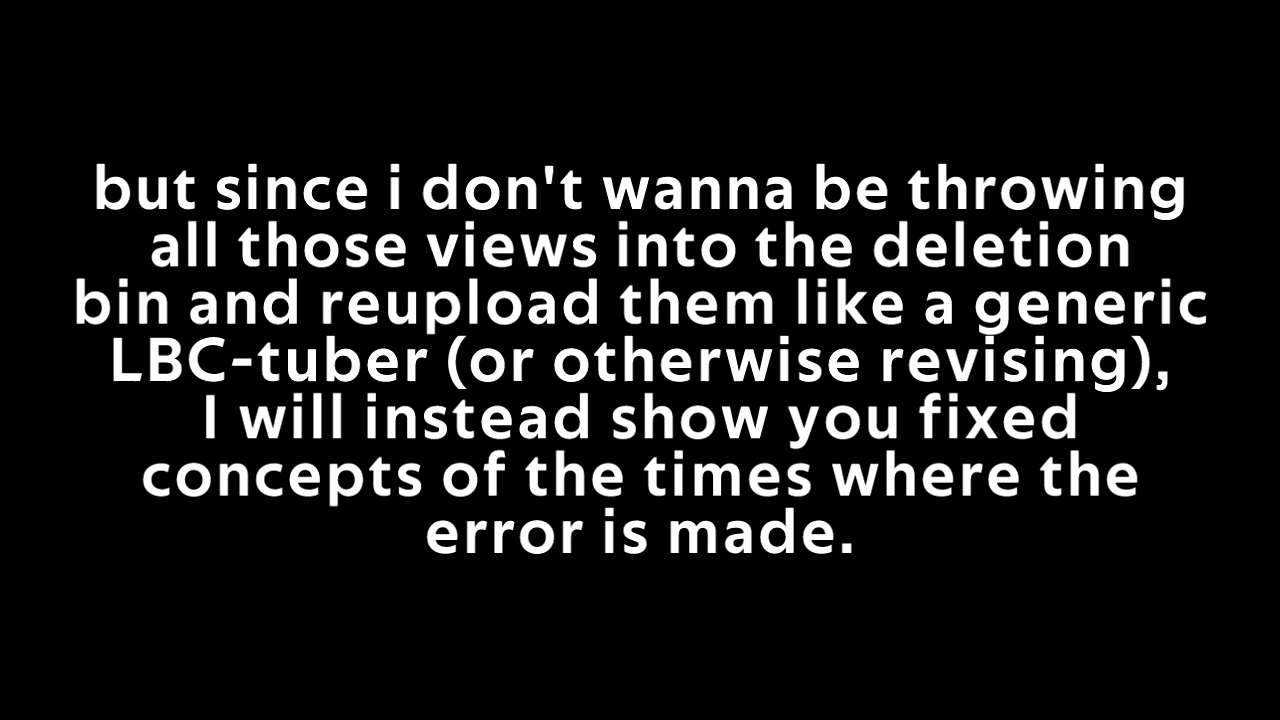 but since i don't wanna be throwing
all those views into the deletion
bin and reupload them like a generic
LBC-tuber (or otherwise revising),
I will instead show you fixed
concepts of the times where the
error is made.